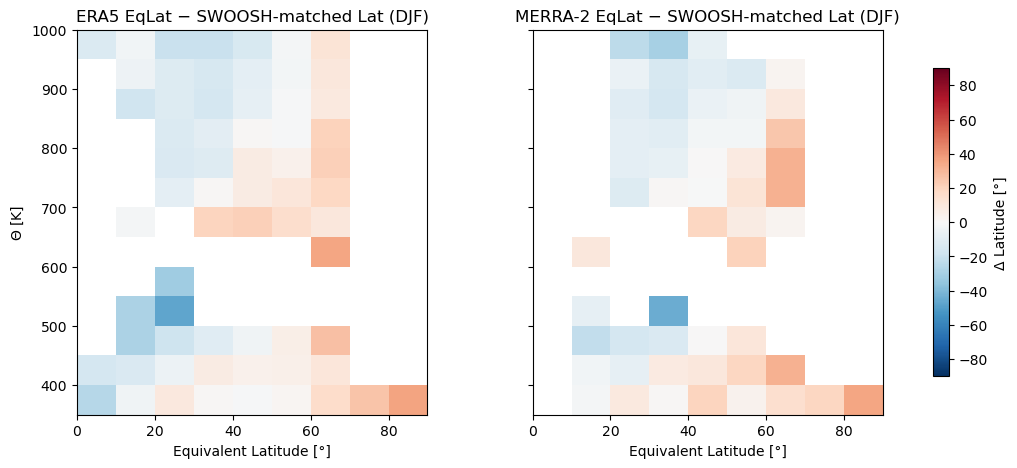 ERA5 EqLat − SWOOSH-matched Lat (DJF)
MERRA-2 EqLat − SWOOSH-matched Lat (DJF)
1000
900
800
700
600
500
400
Θ [K]
0 20 40 60 80
0 20 40 60 80
Equivalent Latitude [°]
Equivalent Latitude [°]
80
60
40
20
0
−20
−40
−60
−80
Δ Latitude [°]